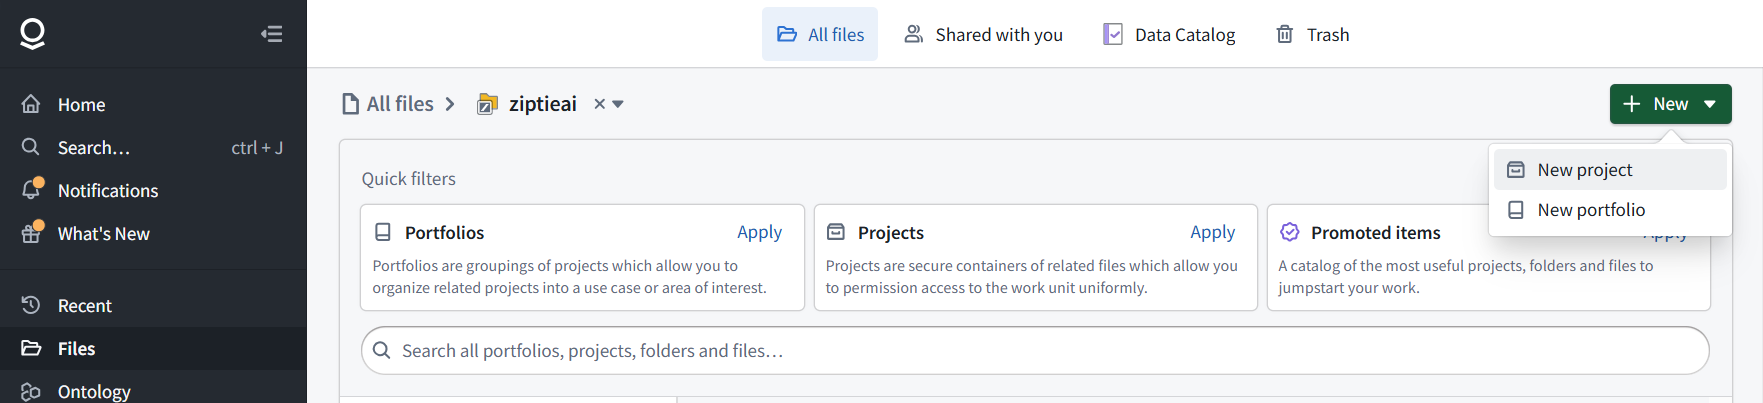 All files
Shared with you
Data Catalog
Trash
Home
Search… ctrl + J
Notifications
What's New
Recent
Files
Ontology
All files
ziptieai
New
New project
New portfolio
Quick filters
Portfolios Apply
Portfolios are groupings of projects which allow you to
organize related projects into a use case or area of interest.
Projects Apply
Projects are secure containers of related files which allow you
to permission access to the work unit uniformly.
Promoted items Apply
A catalog of the most useful projects, folders and files to
jumpstart your work.
Search all portfolios, projects, folders and files…